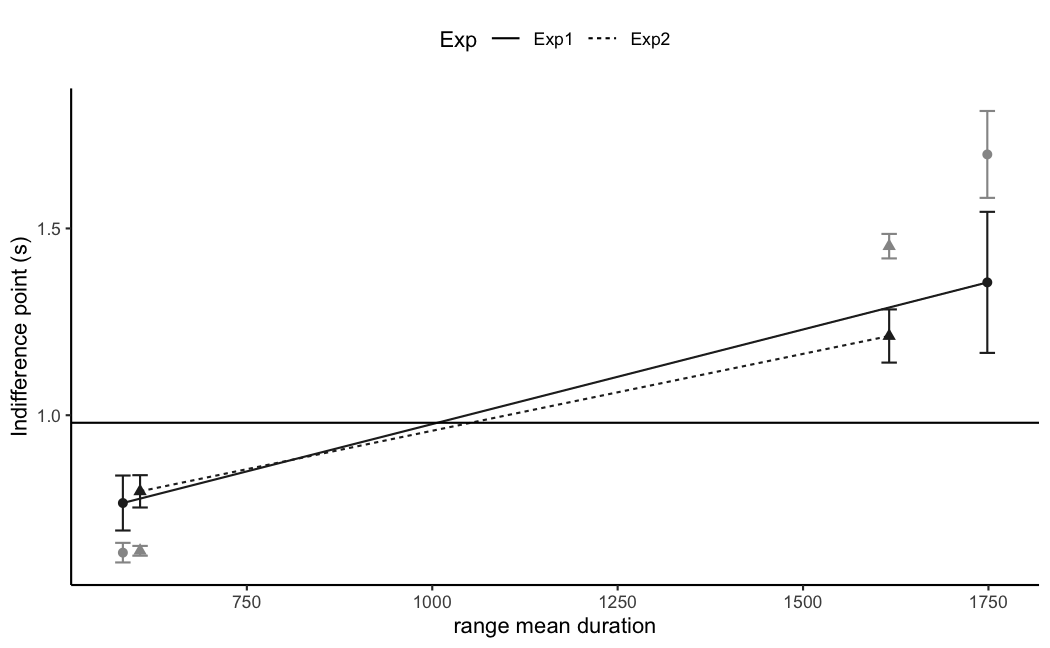 Exp Exp1 Exp2
Indifference point (s)
1.5
1.0
750 1000 1250 1500 1750
range mean duration